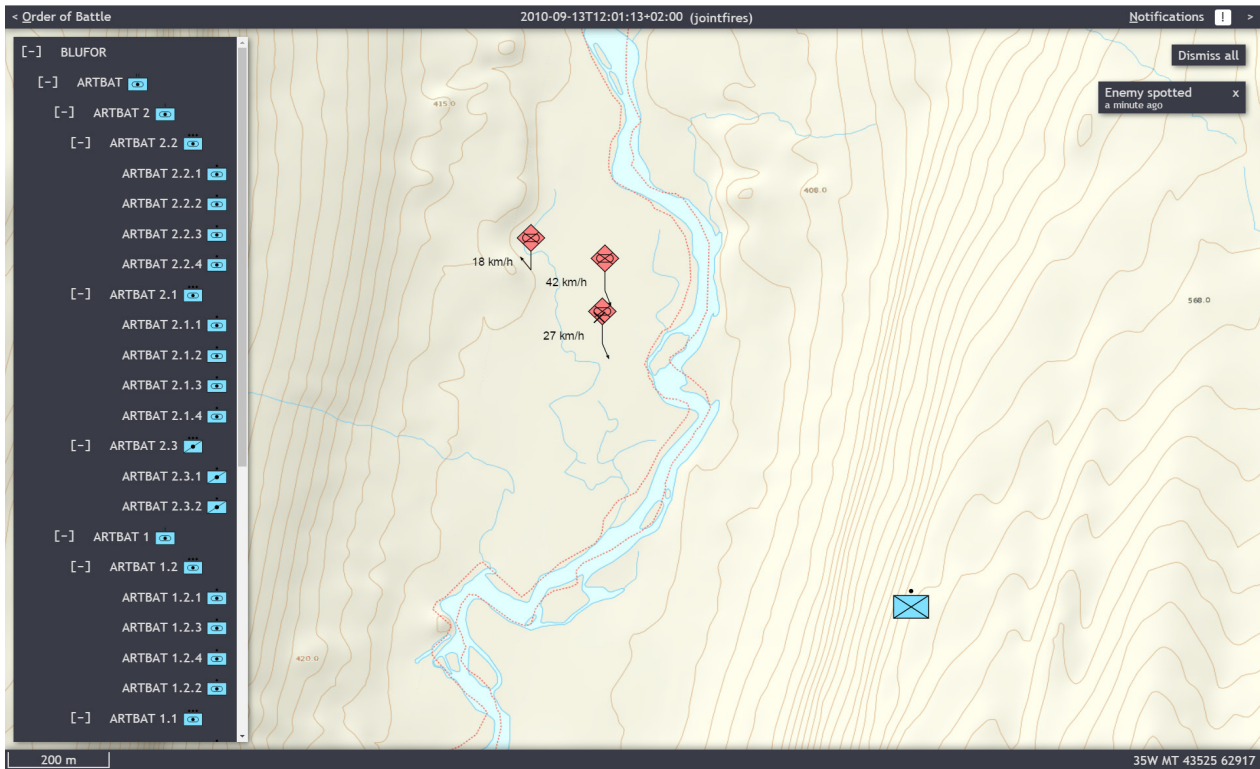 < Order of Battle
2010-09-13T12:01:13+02:00 (jointfires)
Notifications ! >
[-] BLUFOR
[-] ARTBAT
[-] ARTBAT 2
[-] ARTBAT 2.2
ARTBAT 2.2.1
ARTBAT 2.2.2
ARTBAT 2.2.3
ARTBAT 2.2.4
[-] ARTBAT 2.1
ARTBAT 2.1.1
ARTBAT 2.1.2
ARTBAT 2.1.3
ARTBAT 2.1.4
[-] ARTBAT 2.3
ARTBAT 2.3.1
ARTBAT 2.3.2
[-] ARTBAT 1
[-] ARTBAT 1.2
ARTBAT 1.2.1
ARTBAT 1.2.3
ARTBAT 1.2.4
ARTBAT 1.2.2
[-] ARTBAT 1.1
Dismiss all
Enemy spotted x
a minute ago
415.0
408.0
18 km/h
42 km/h
568.0
27 km/h
420.0
200 m
35W MT 43525 62917